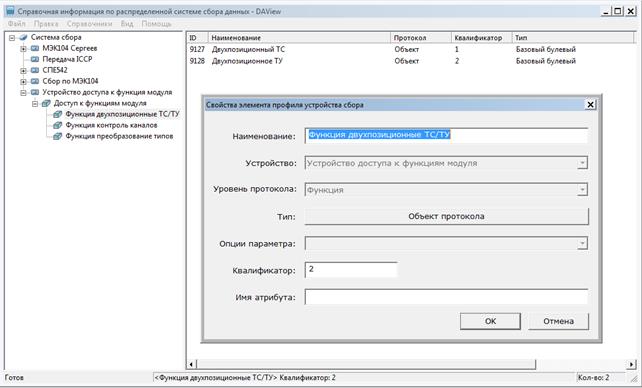 Справочная информация по распределенной системе сбора данных - DAView
Файл Правка Справочники Вид Помощь
Система сбора
МЭК104 Сергеев
Передача ICCP
СПЕ542
Сбор по МЭК104
Устройство доступа к функция модуля
Доступ к функциям модуля
Функция двухпозиционные ТС/ТУ
Функция контроль каналов
Функция преобразование типов
ID Наименование Протокол Квалификатор Тип
9127 Двухпозиционный ТС Объект 1 Базовый булевый
9128 Двухпозиционное ТУ Объект 2 Базовый булевый
Свойства элемента профиля устройства сбора
Наименование: Функция двухпозиционные ТС/ТУ
Устройство: Устройство доступа к функциям модуля
Уровень протокола: Функция
Тип: Объект протокола
Опции параметра:
Квалификатор: 2
Имя атрибута:
OK Отмена
Готово <Функция двухпозиционные ТС/ТУ> Квалификатор: 2 Кол-во: 2